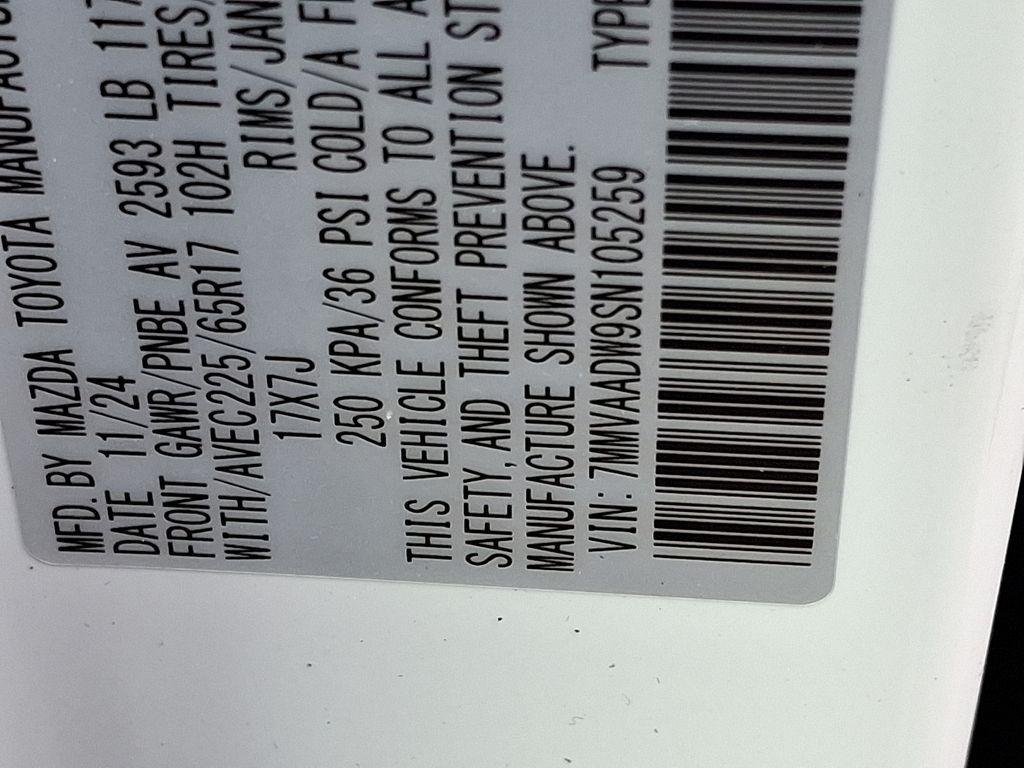 MFD. BY MAZDA TOYOTA
DATE 11/24
FRONT GAWR/PNBE AV 2593 LB 117
WITH/AVEC225/65R17 102H TIRES/
17X7J RIMS/JAN
250 KPA/36 PSI COLD/A
THIS VEHICLE CONFORMS TO ALL A
SAFETY, AND THEFT PREVENTION ST
MANUFACTURE SHOWN ABOVE.
VIN: 7MMVAADW9SN105259 TYPE